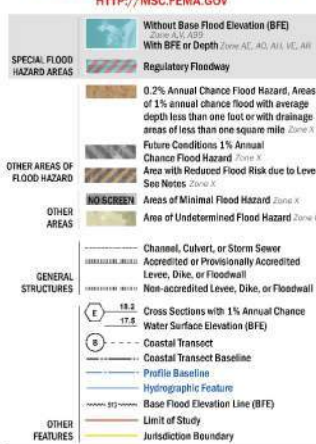 HTTP://MSC.FEMA.GOV
Without Base Flood Elevation (BFE)
Zone A,V, A99
With BFE or Depth Zone AE, AO, AH, VE, AR
SPECIAL FLOOD
HAZARD AREAS
Regulatory Floodway
0.2% Annual Chance Flood Hazard, Areas
of 1% annual chance flood with average
depth less than one foot or with drainage
areas of less than one square mile Zone X
Future Conditions 1% Annual
Chance Flood Hazard Zone X
OTHER AREAS OF
FLOOD HAZARD
Area with Reduced Flood Risk due to Leve
See Notes Zone X
NO SCREEN Areas of Minimal Flood Hazard Zone X
OTHER
AREAS
Area of Undetermined Flood Hazard Zone
Channel, Culvert, or Storm Sewer
GENERAL
STRUCTURES
Accredited or Provisionally Accredited
Levee, Dike, or Floodwall
Non-accredited Levee, Dike, or Floodwall
E 18.2 Cross Sections with 1% Annual Chance
17.5 Water Surface Elevation (BFE)
8 Coastal Transect
Coastal Transect Baseline
Profile Baseline
Hydrographic Feature
513 Base Flood Elevation Line (BFE)
OTHER
FEATURES
Limit of Study
Jurisdiction Boundary